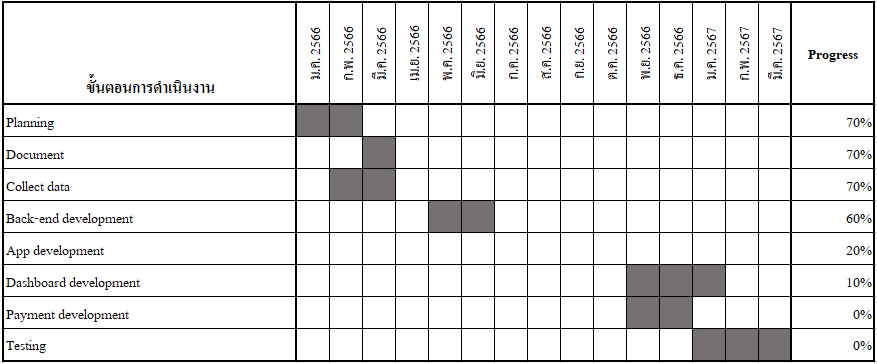 ขั้นตอนการดำเนินงาน ม.ค. 2566 ก.พ. 2566 มี.ค. 2566 เม.ย. 2566 พ.ค. 2566 มิ.ย. 2566 ก.ค. 2566 ส.ค. 2566 ก.ย. 2566 ต.ค. 2566 พ.ย. 2566 ธ.ค. 2566 ม.ค. 2567 ก.พ. 2567 มี.ค. 2567 Progress
Planning 70%
Document 70%
Collect data 70%
Back-end development 60%
App development 20%
Dashboard development 10%
Payment development 0%
Testing 0%